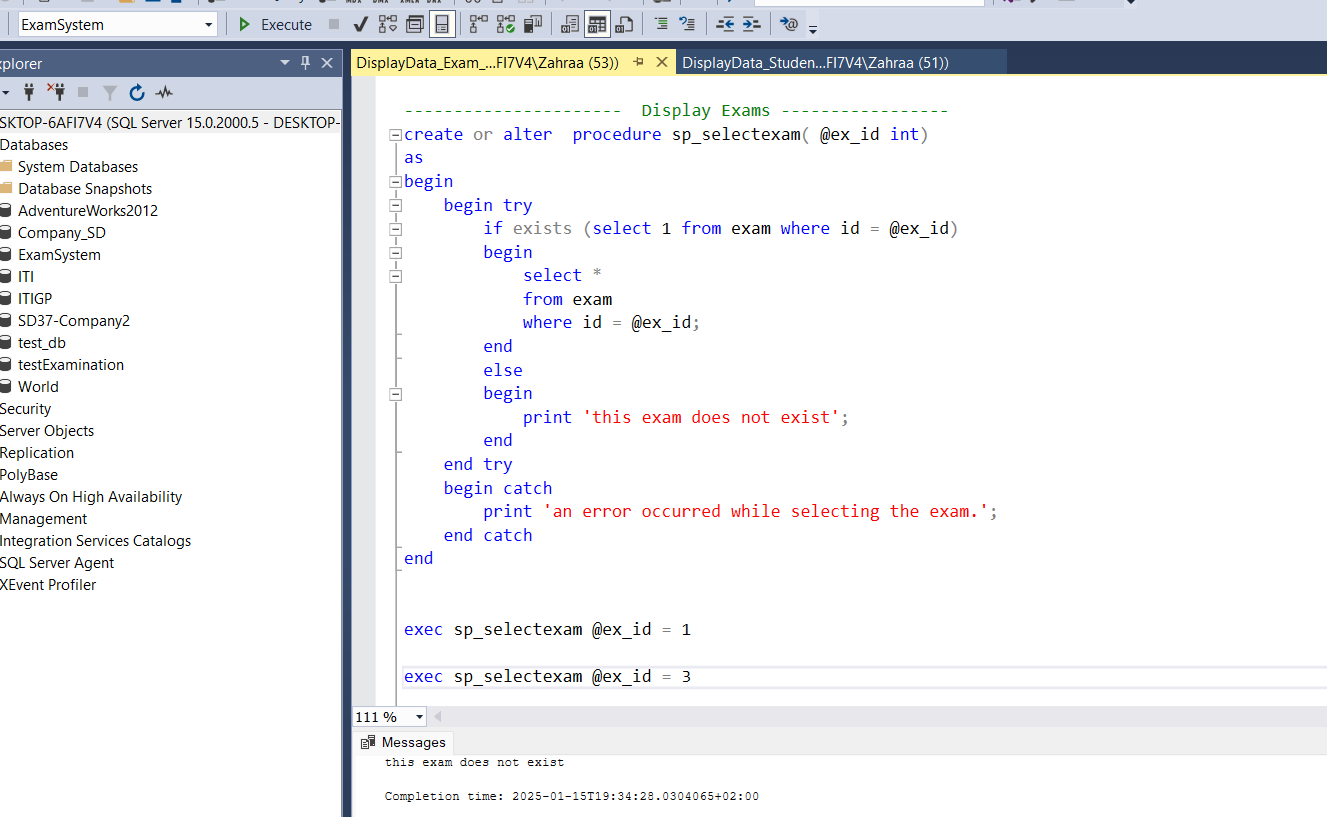 ExamSystem
Execute
xplorer
SKTOP-6AFI7V4 (SQL Server 15.0.2000.5 - DESKTOP-
Databases
System Databases
Database Snapshots
AdventureWorks2012
Company_SD
ExamSystem
ITI
ITIGP
SD37-Company2
test_db
testExamination
World
Security
Server Objects
Replication
PolyBase
Always On High Availability
Management
Integration Services Catalogs
SQL Server Agent
XEvent Profiler
DisplayData_Exam_...FI7V4\Zahraa (53))
DisplayData_Studen...FI7V4\Zahraa (51))
---------------------- Display Exams -----------------
create or alter  procedure sp_selectexam( @ex_id int)
as
begin
    begin try
        if exists (select 1 from exam where id = @ex_id)
        begin
            select *
            from exam
            where id = @ex_id;
        end
        else
        begin
            print 'this exam does not exist';
        end
    end try
    begin catch
        print 'an error occurred while selecting the exam.';
    end catch
end
exec sp_selectexam @ex_id = 1
exec sp_selectexam @ex_id = 3
111 %
Messages
this exam does not exist
Completion time: 2025-01-15T19:34:28.0304065+02:00